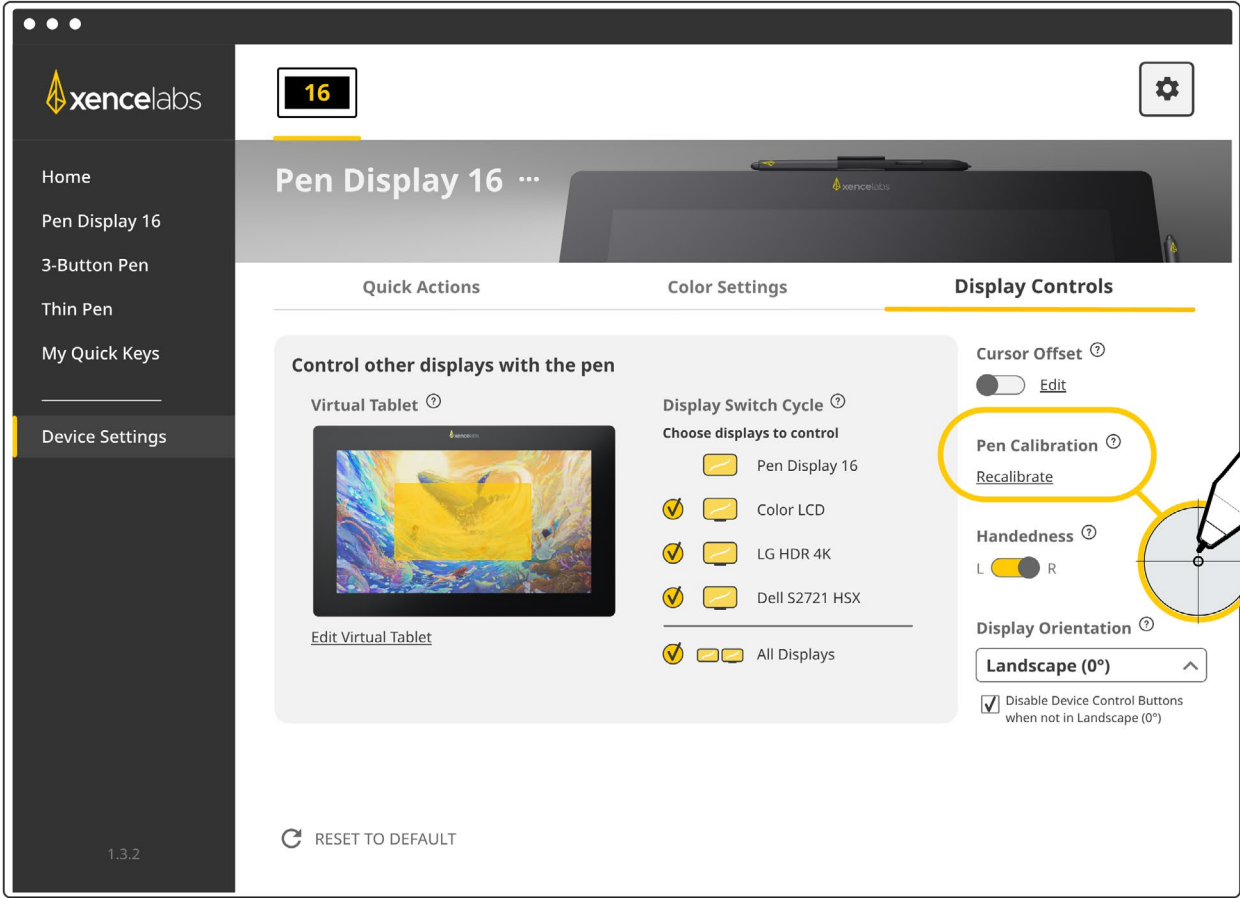 xencelabs
16
Home
Pen Display 16
3-Button Pen
Thin Pen
My Quick Keys
Device Settings
1.3.2
Pen Display 16 ···
xencelabs
Quick Actions
Color Settings
Display Controls
Control other displays with the pen
Virtual Tablet ?
xencelabs
Edit Virtual Tablet
Display Switch Cycle ?
Choose displays to control
Pen Display 16
Color LCD
LG HDR 4K
Dell S2721 HSX
All Displays
Cursor Offset ?
Edit
Pen Calibration ?
Recalibrate
Handedness ?
L R
Display Orientation ?
Landscape (0°)
Disable Device Control Buttons
when not in Landscape (0°)
RESET TO DEFAULT